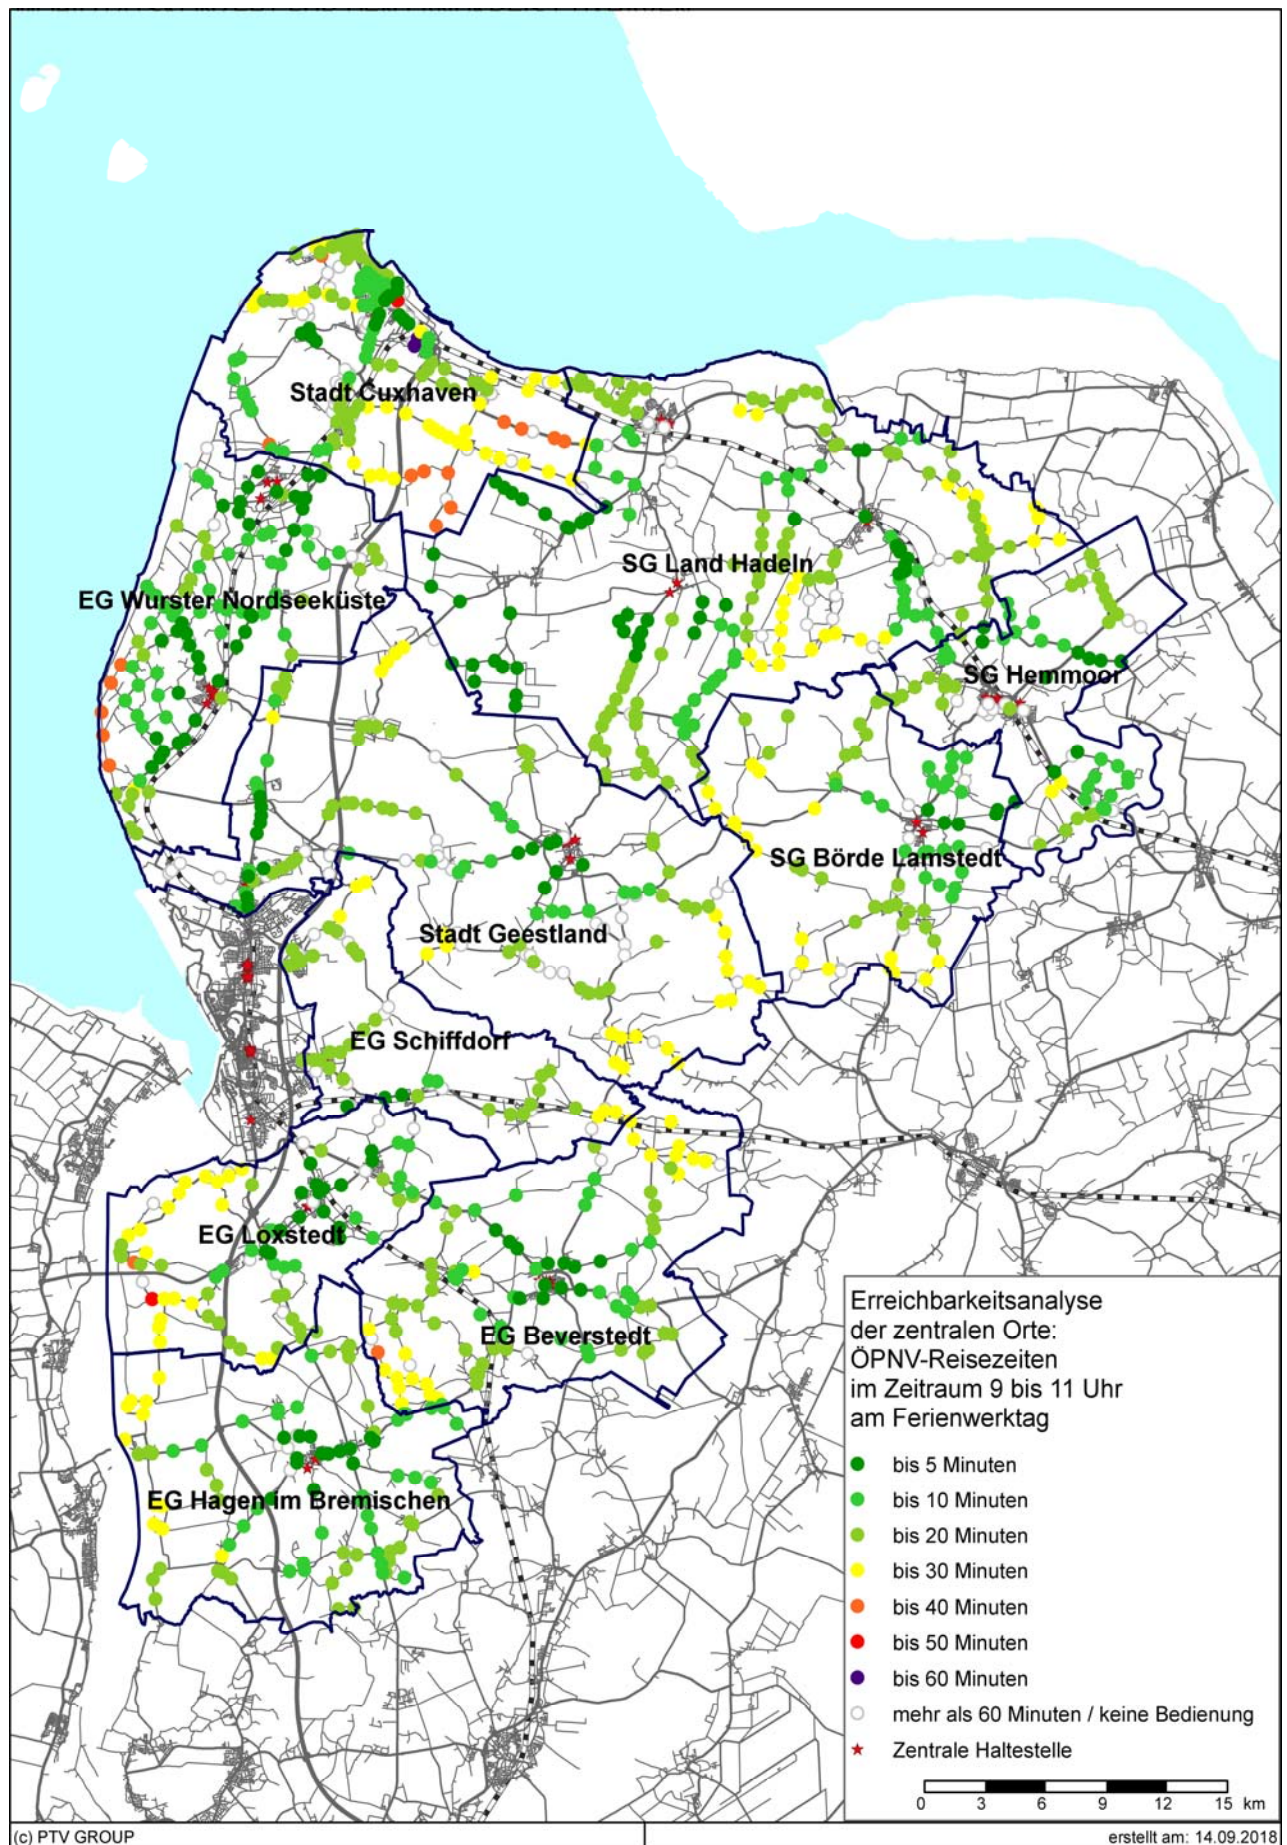 Stadt Cuxhaven
SG Land Hadeln
EG Wurster Nordseeküste
SG Hemmoor
SG Börde Lamstedt
Stadt Geestland
EG Schiffdorf
EG Loxstedt
EG Beverstedt
EG Hagen im Bremischen
Erreichbarkeitsanalyse
der zentralen Orte:
ÖPNV-Reisezeiten
im Zeitraum 9 bis 11 Uhr
am Ferienwerktag
bis 5 Minuten
bis 10 Minuten
bis 20 Minuten
bis 30 Minuten
bis 40 Minuten
bis 50 Minuten
bis 60 Minuten
mehr als 60 Minuten / keine Bedienung
Zentrale Haltestelle
0 3 6 9 12 15 km
(c) PTV GROUP
erstellt am: 14.09.2018